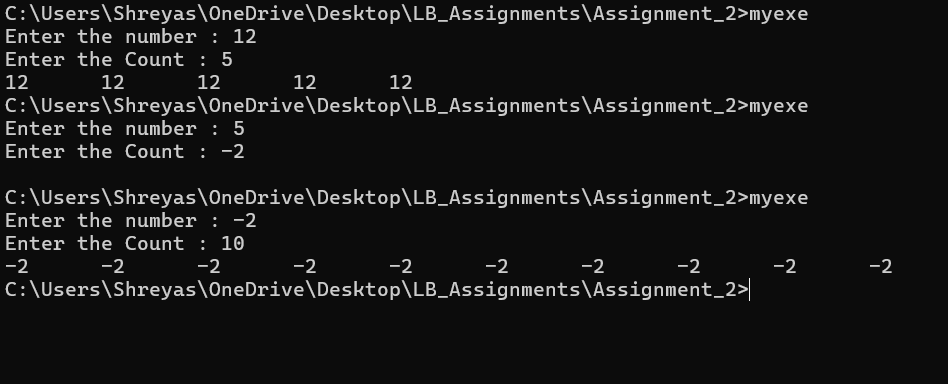 C:\Users\Shreyas\OneDrive\Desktop\LB_Assignments\Assignment_2>myexe
Enter the number : 12
Enter the Count : 5
12      12      12      12      12
C:\Users\Shreyas\OneDrive\Desktop\LB_Assignments\Assignment_2>myexe
Enter the number : 5
Enter the Count : -2
C:\Users\Shreyas\OneDrive\Desktop\LB_Assignments\Assignment_2>myexe
Enter the number : -2
Enter the Count : 10
-2      -2      -2      -2      -2      -2      -2      -2      -2      -2
C:\Users\Shreyas\OneDrive\Desktop\LB_Assignments\Assignment_2>